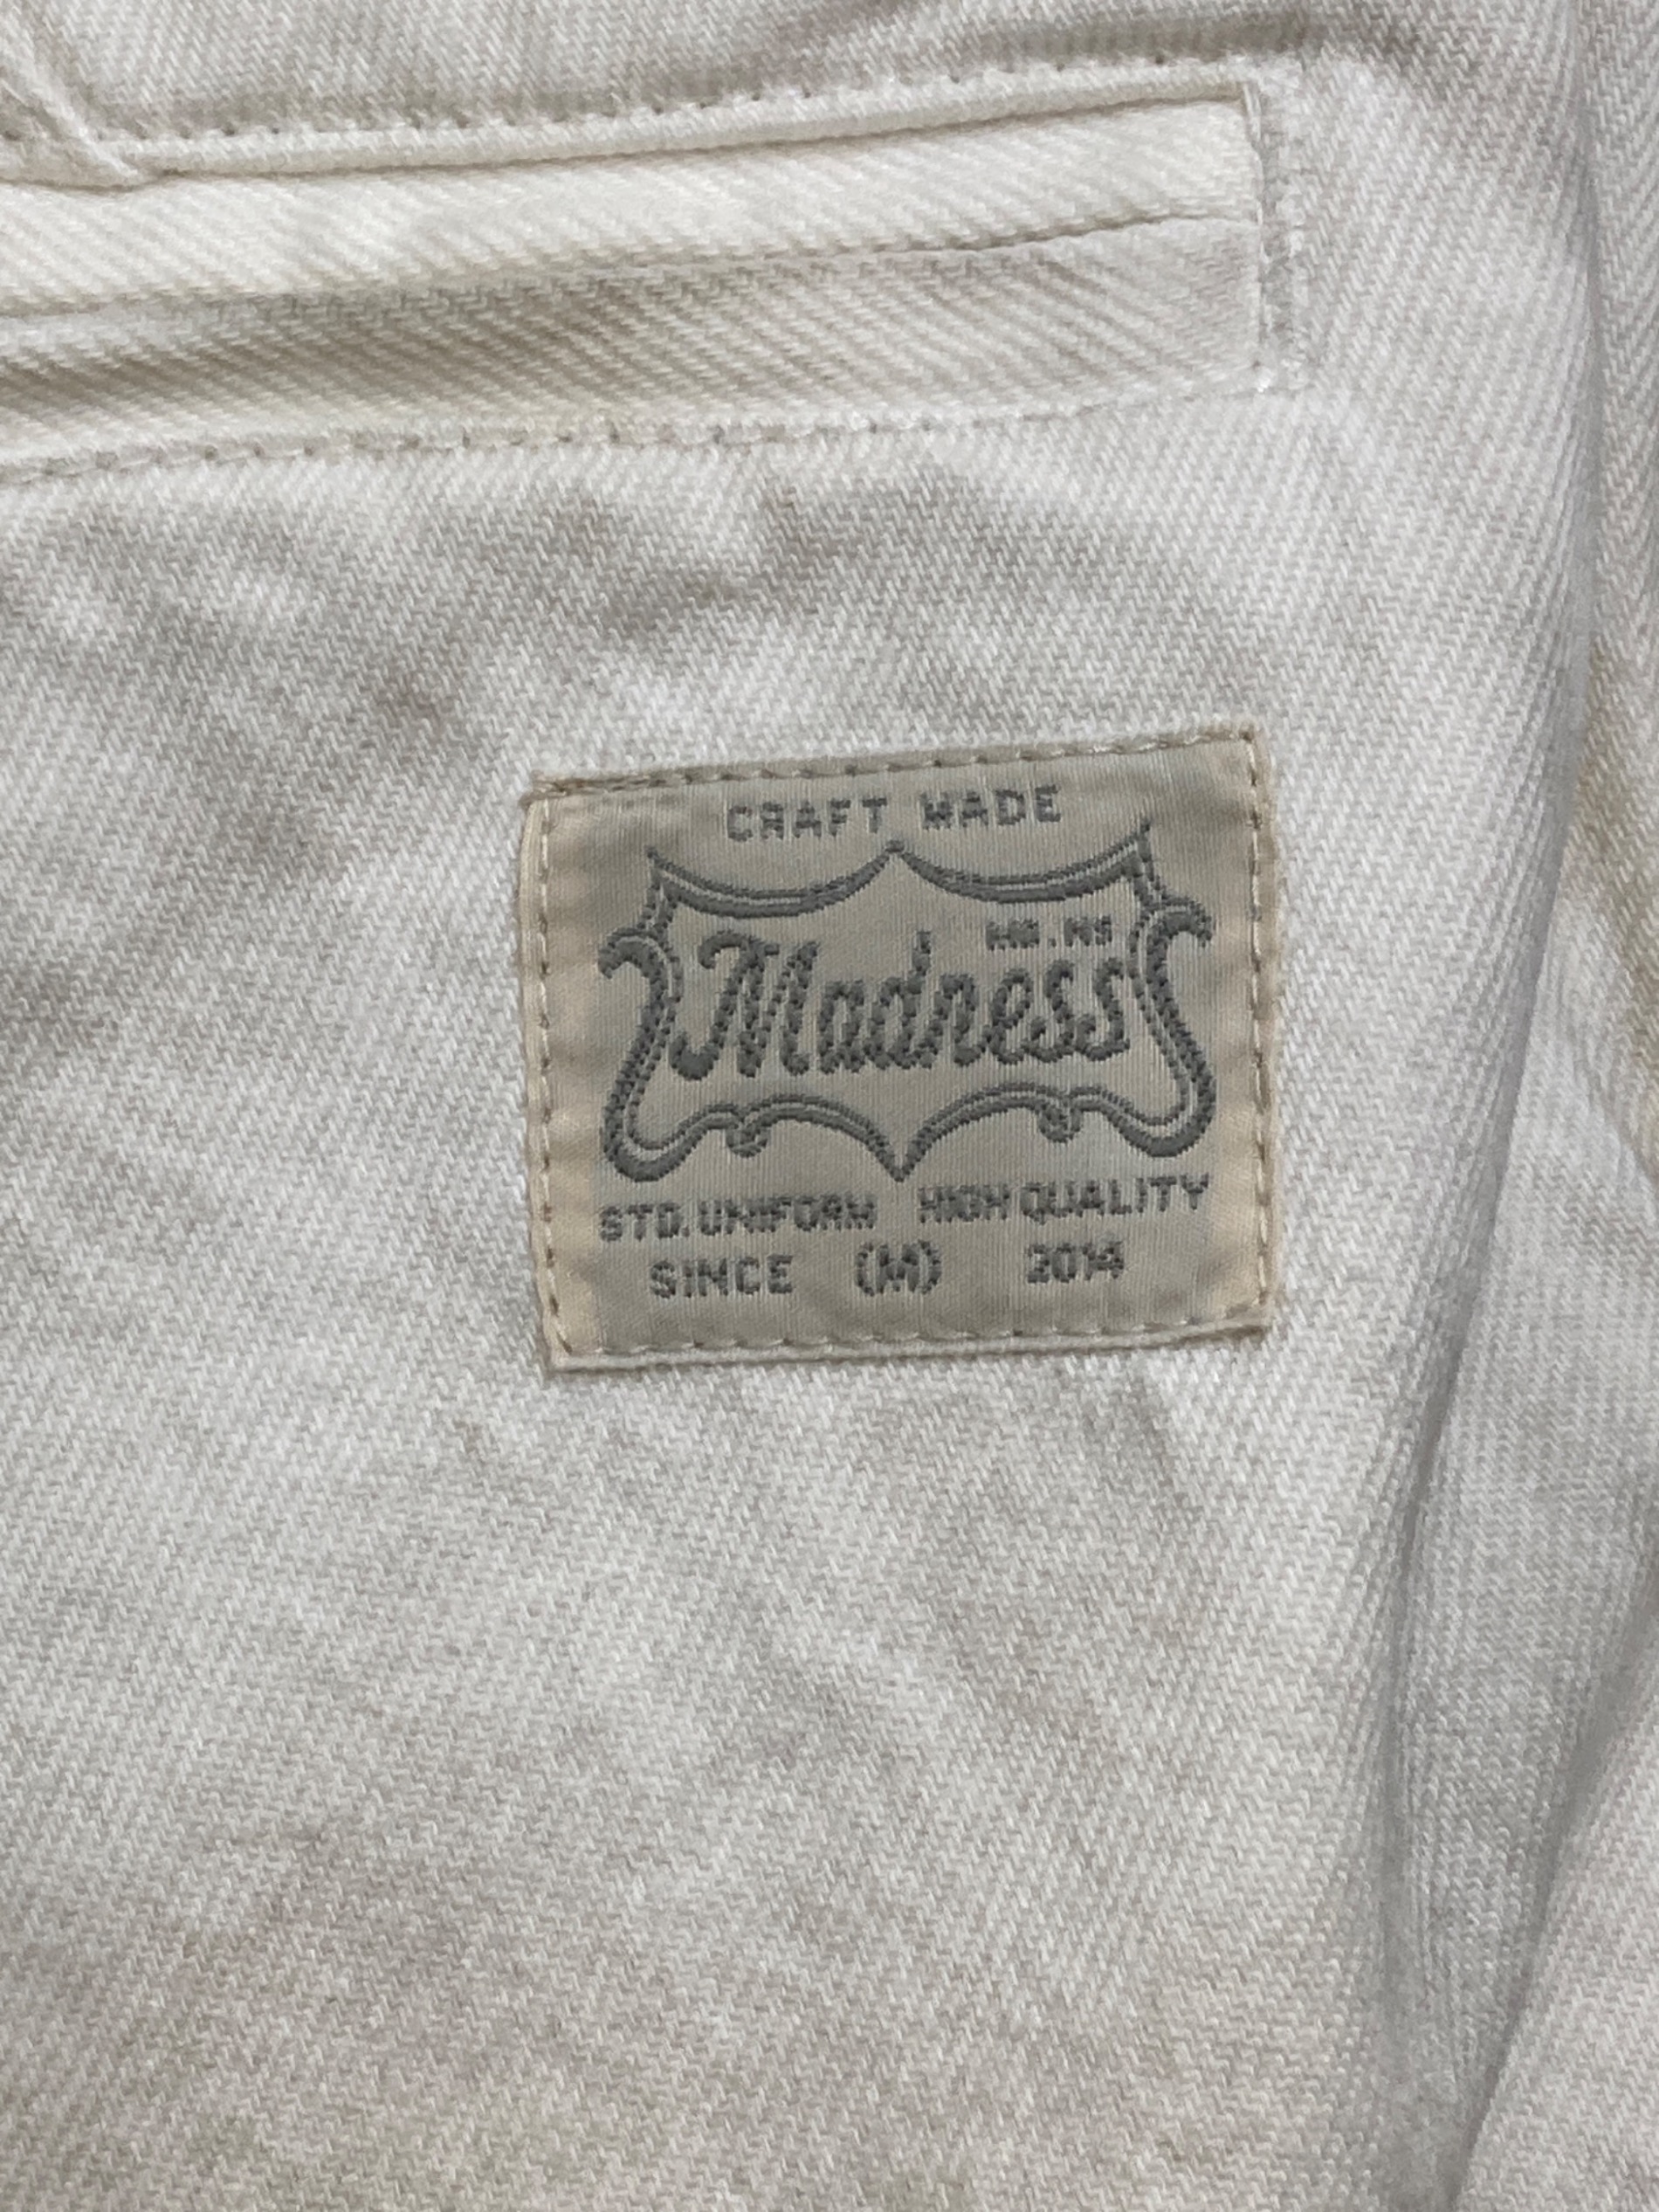 CRAFT MADE
Madness
STD. UNIFORM HIGH QUALITY
SINCE (M) 2014